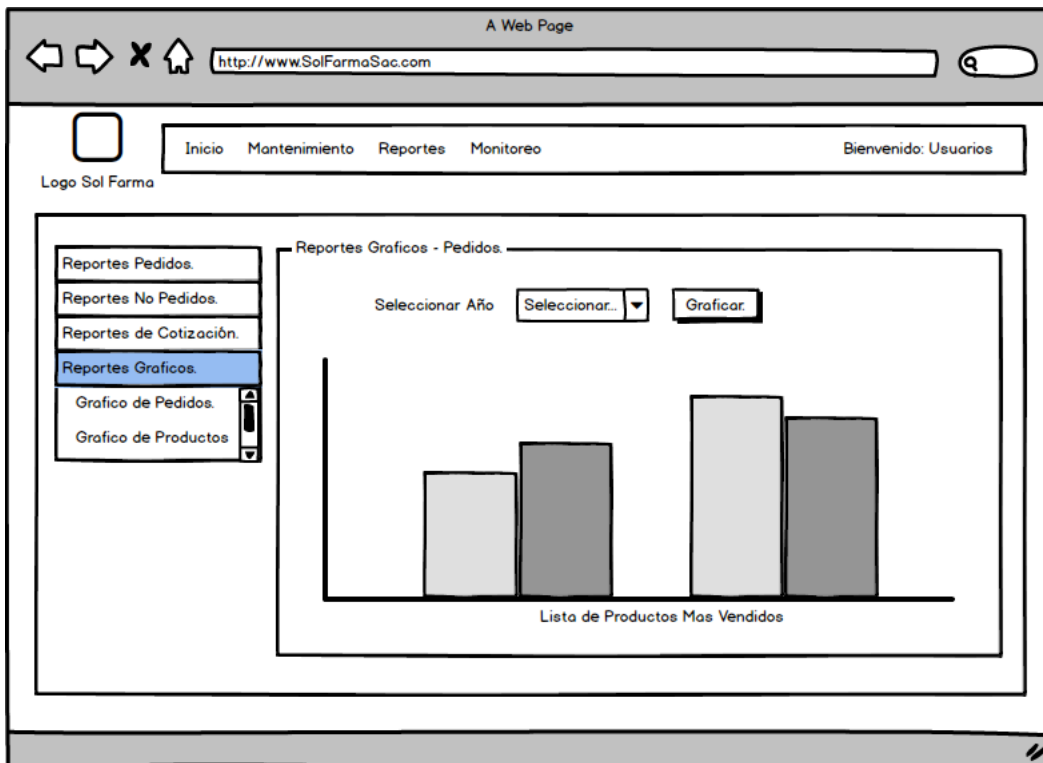 A Web Page
http://www.SolFarmaSac.com
Logo Sol Farma
Inicio Mantenimiento Reportes Monitoreo Bienvenido: Usuarios
Reportes Pedidos.
Reportes No Pedidos.
Reportes de Cotización.
Reportes Graficos.
Grafico de Pedidos.
Grafico de Productos
Reportes Graficos - Pedidos.
Seleccionar Año Seleccionar... Graficar.
Lista de Productos Mas Vendidos